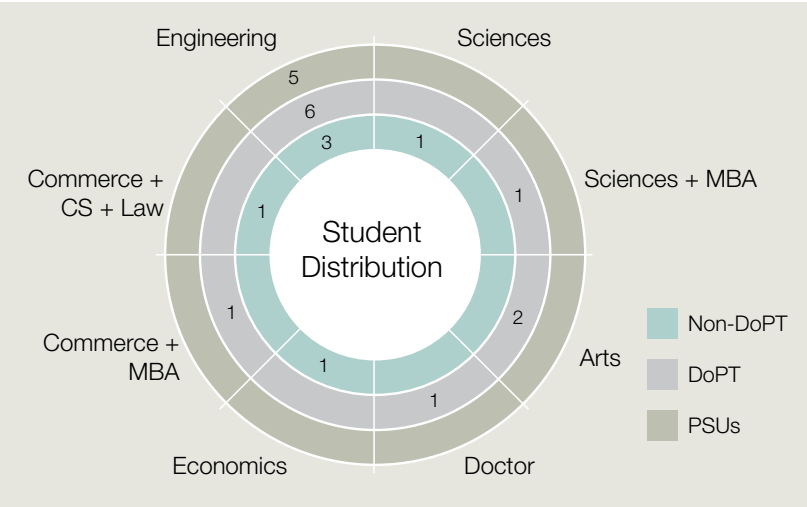 Engineering
Sciences
5
6
3
1
Commerce +
CS + Law
Sciences + MBA
1
1
Student
Distribution
1
2
Non-DoPT
Commerce +
MBA
Arts
1
DoPT
1
PSUs
Economics
Doctor